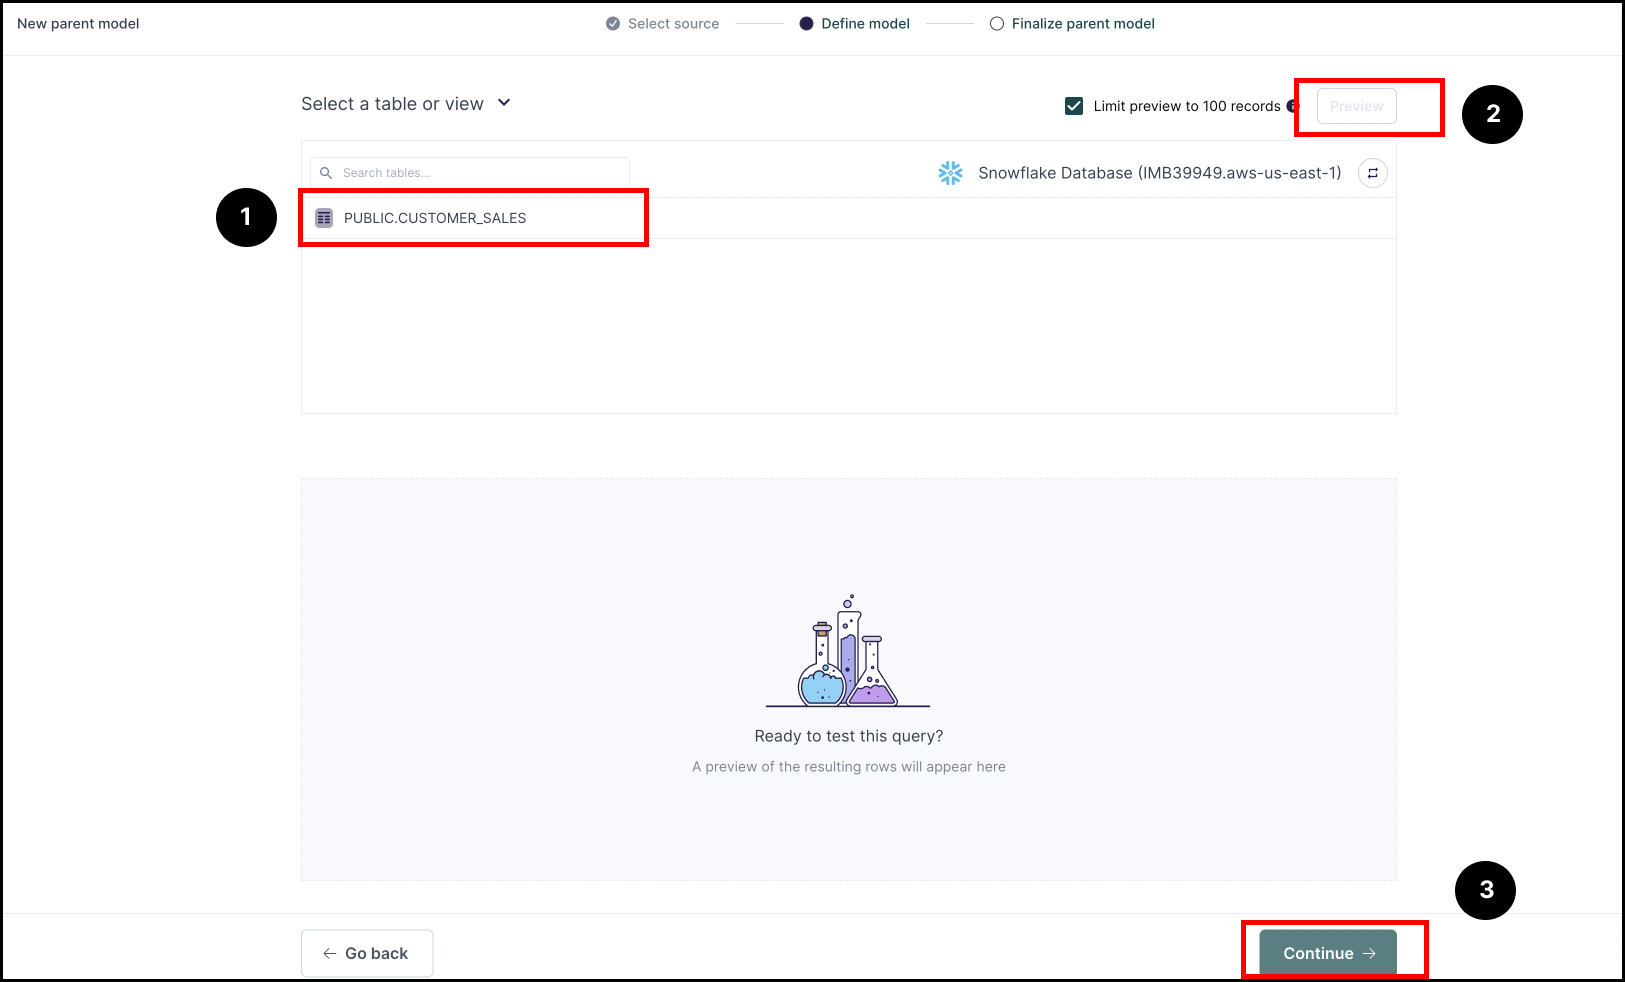 New parent model
Select source
Define model
Finalize parent model
Select a table or view
Limit preview to 100 records
Preview
2
Search tables...
Snowflake Database (IMB39949.aws-us-east-1)
1
PUBLIC.CUSTOMER_SALES
Ready to test this query?
A preview of the resulting rows will appear here
3
Go back
Continue